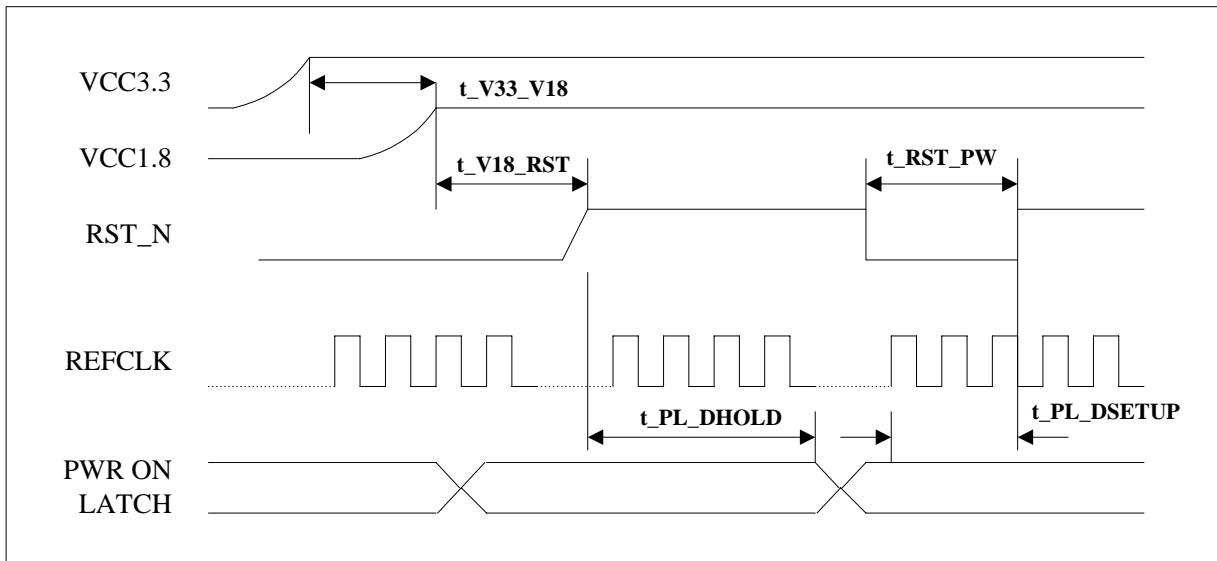 VCC3.3
t_V33_V18
VCC1.8
t_V18_RST
t_RST_PW
RST_N
REFCLK
t_PL_DHOLD
t_PL_DSETUP
PWR ON
LATCH